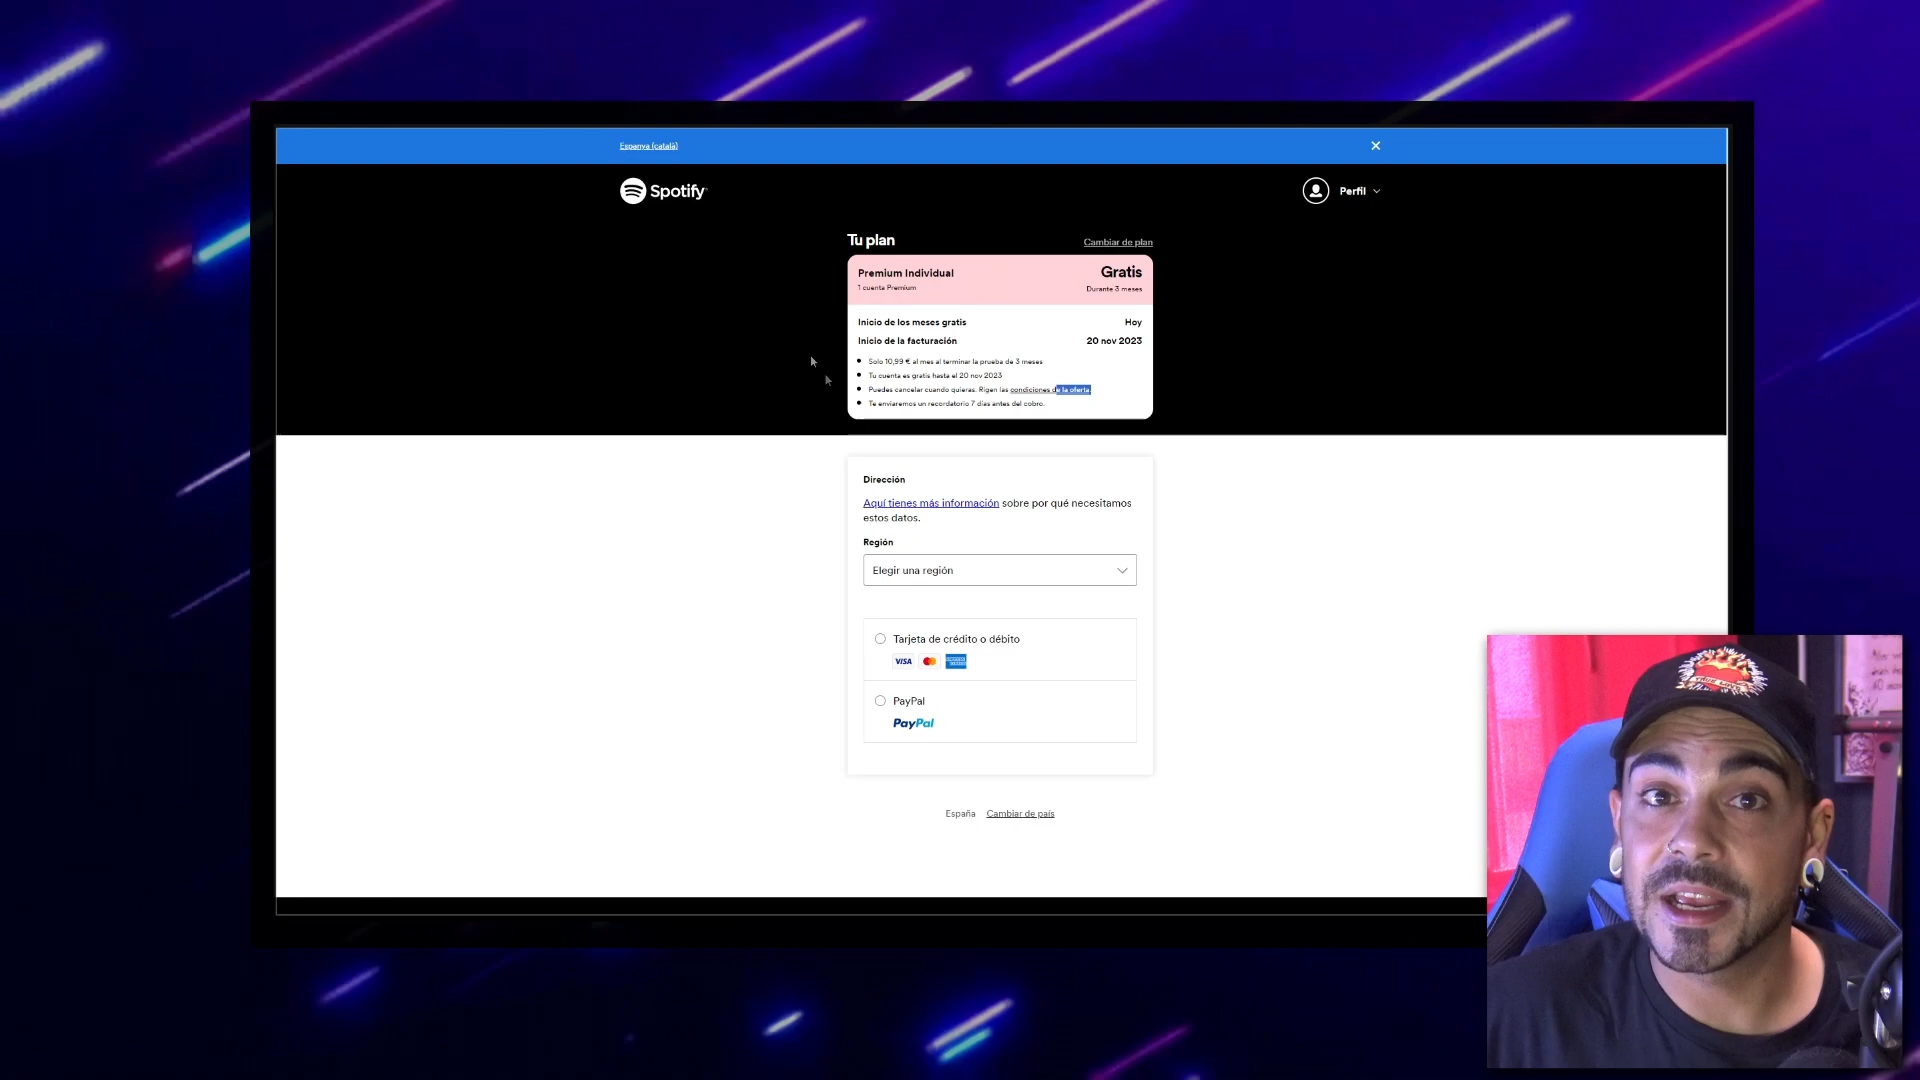 Espanya (català)
Spotify
Perfil
Tu plan
Cambiar de plan
Premium Individual
Gratis
1 cuenta Premium
Durante 3 meses
Inicio de los meses gratis
Hoy
Inicio de la facturación
20 nov 2023
Solo 10,99 € al mes al terminar la prueba de 3 meses
Tu cuenta es gratis hasta el 20 nov 2023
Puedes cancelar cuando quieras. Rigen las condiciones de la oferta.
Te enviaremos un recordatorio 7 días antes del cobro.
Dirección
Aquí tienes más información sobre por qué necesitamos
estos datos.
Región
Elegir una región
Tarjeta de crédito o débito
VISA
PayPal
PayPal
España
Cambiar de país
TRUE LOVE